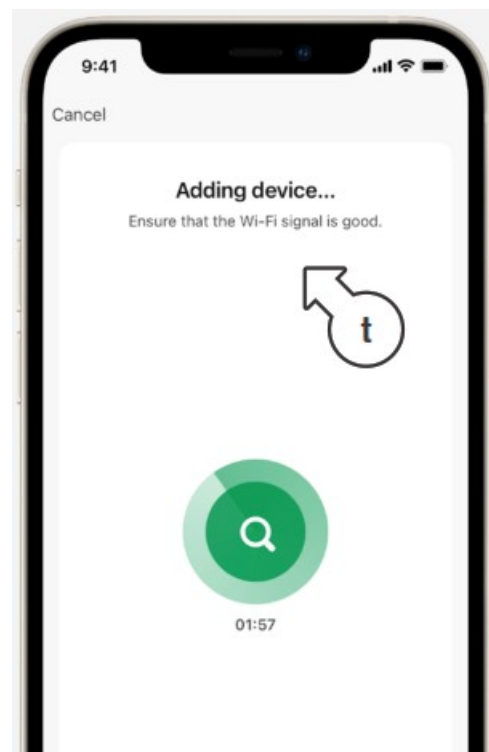 9:41
Cancel
Adding device...
Ensure that the Wi-Fi signal is good.
t
01:57